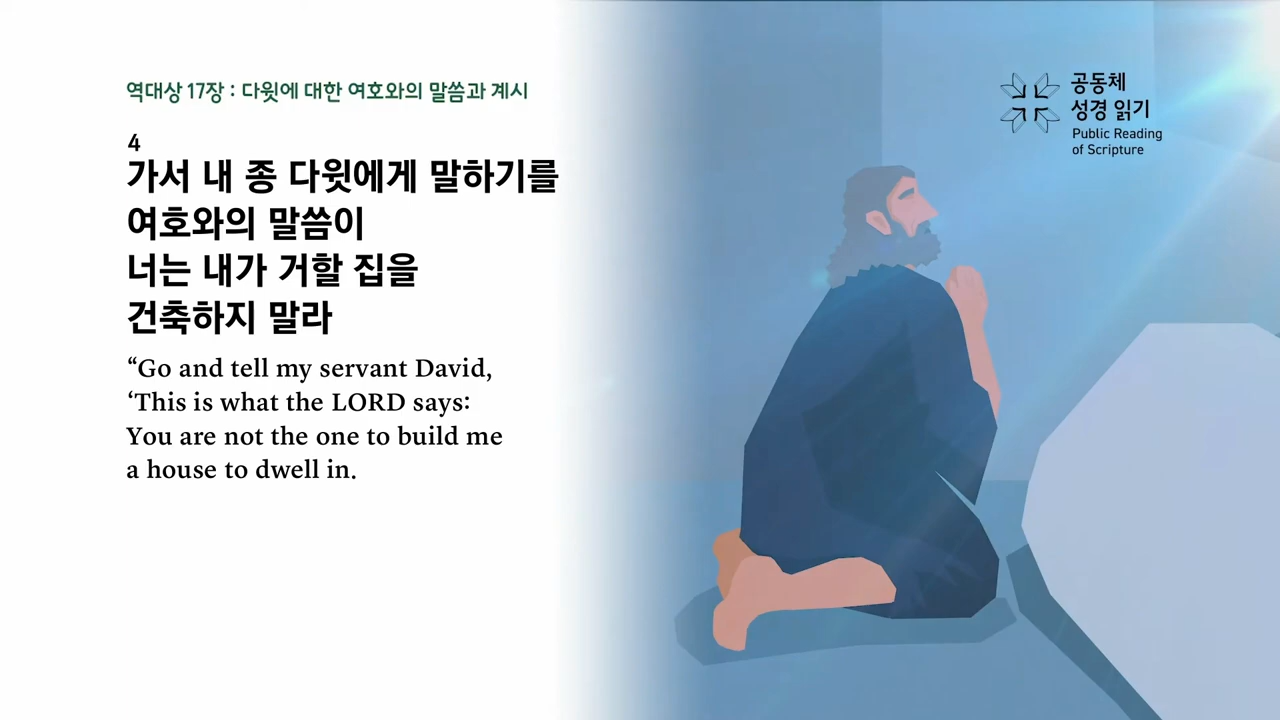 역대상 17장 : 다윗에 대한 여호와의 말씀과 계시
4
가서 내 종 다윗에게 말하기를
여호와의 말씀이
너는 내가 거할 집을
건축하지 말라
“Go and tell my servant David,
‘This is what the LORD says:
You are not the one to build me
a house to dwell in.
공동체
성경 읽기
Public Reading
of Scripture